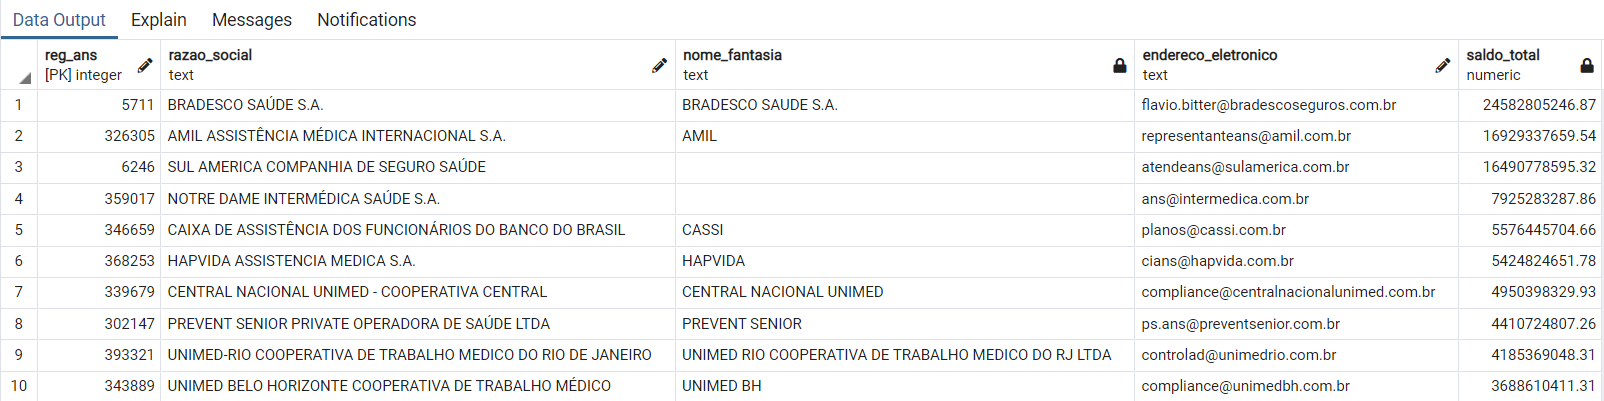 Data Output Explain Messages Notifications
reg_ans razao_social nome_fantasia endereco_eletronico saldo_total
[PK] integer text text text numeric
1 5711 BRADESCO SAÚDE S.A. BRADESCO SAUDE S.A. flavio.bitter@bradescoseguros.com.br 24582805246.87
2 326305 AMIL ASSISTÊNCIA MÉDICA INTERNACIONAL S.A. AMIL representanteans@amil.com.br 16929337659.54
3 6246 SUL AMERICA COMPANHIA DE SEGURO SAÚDE atendeans@sulamerica.com.br 16490778595.32
4 359017 NOTRE DAME INTERMÉDICA SAÚDE S.A. ans@intermedica.com.br 7925283287.86
5 346659 CAIXA DE ASSISTÊNCIA DOS FUNCIONÁRIOS DO BANCO DO BRASIL CASSI planos@cassi.com.br 5576445704.66
6 368253 HAPVIDA ASSISTENCIA MEDICA S.A. HAPVIDA cians@hapvida.com.br 5424824651.78
7 339679 CENTRAL NACIONAL UNIMED - COOPERATIVA CENTRAL CENTRAL NACIONAL UNIMED compliance@centralnacionalunimed.com.br 4950398329.93
8 302147 PREVENT SENIOR PRIVATE OPERADORA DE SAÚDE LTDA PREVENT SENIOR ps.ans@preventsenior.com.br 4410724807.26
9 393321 UNIMED-RIO COOPERATIVA DE TRABALHO MEDICO DO RIO DE JANEIRO UNIMED RIO COOPERATIVA DE TRABALHO MEDICO DO RJ LTDA controlad@unimedrio.com.br 4185369048.31
10 343889 UNIMED BELO HORIZONTE COOPERATIVA DE TRABALHO MÉDICO UNIMED BH compliance@unimedbh.com.br 3688610411.31